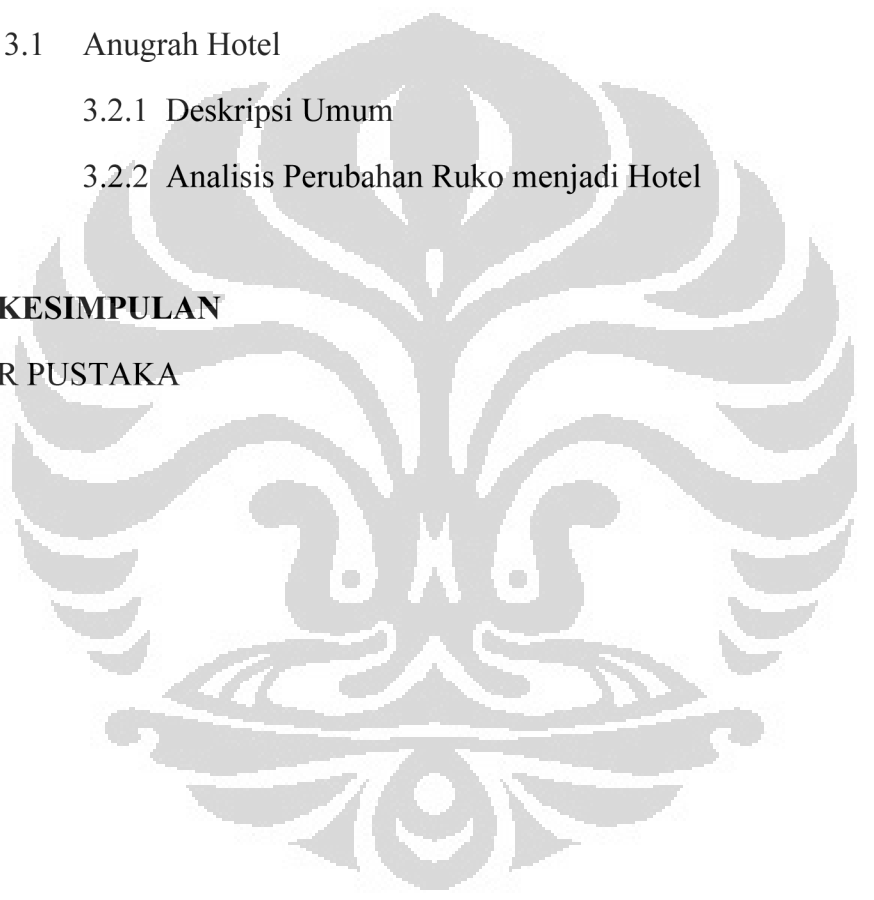 3.1 Anugrah Hotel
3.2.1 Deskripsi Umum
3.2.2 Analisis Perubahan Ruko menjadi Hotel
KESIMPULAN
R PUSTAKA